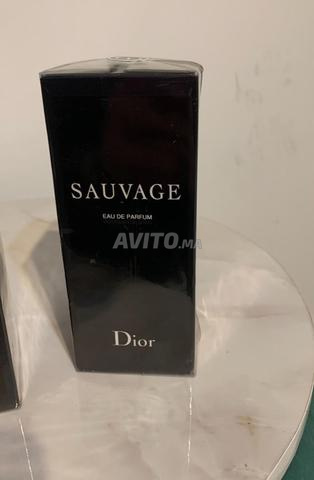 SAUVAGE
EAU DE PARFUM
AVITO.MA
Dior